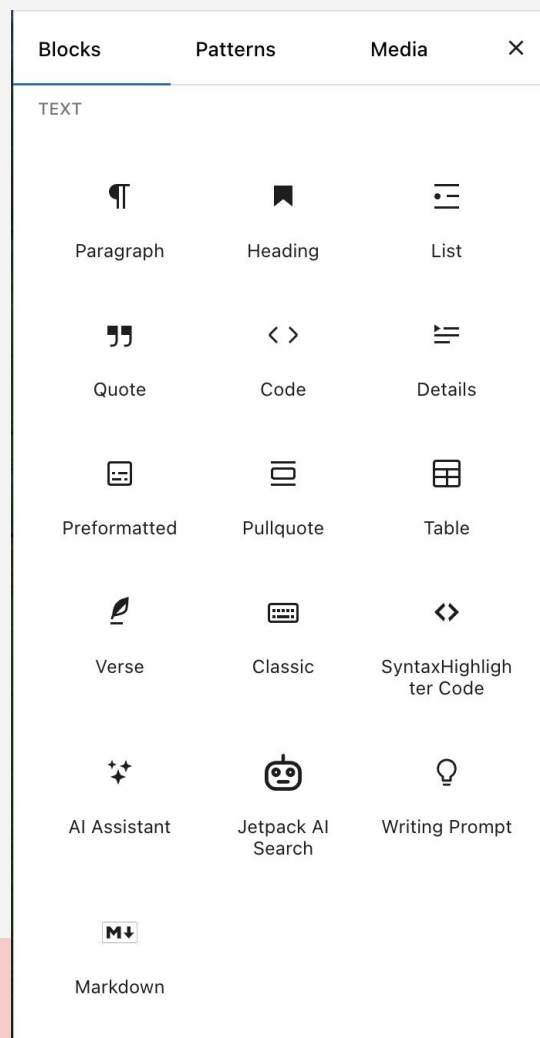 Blocks Patterns Media ×
TEXT
Paragraph Heading List
Quote Code Details
Preformatted Pullquote Table
Verse Classic SyntaxHighligh
ter Code
AI Assistant Jetpack AI Writing Prompt
Search
M↓
Markdown